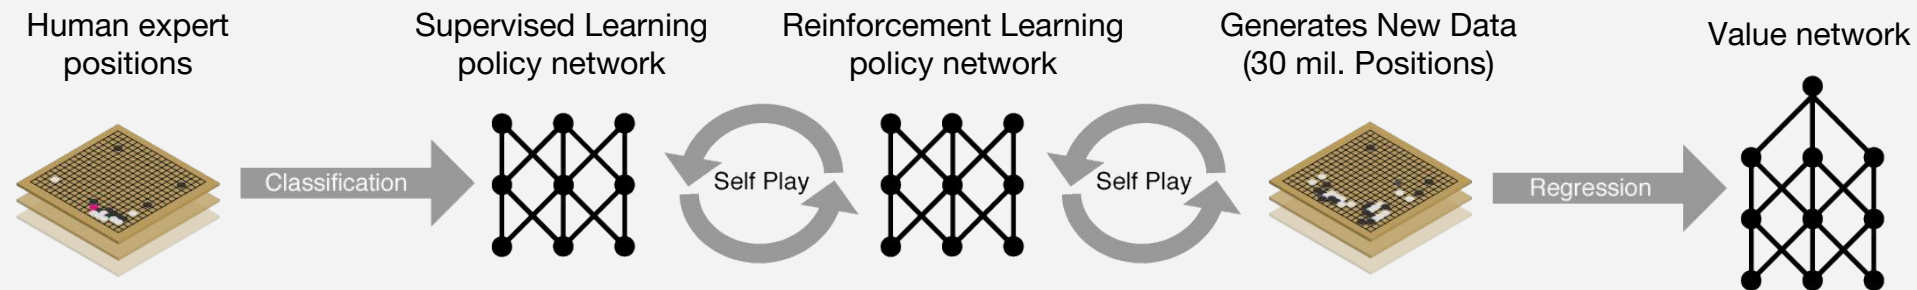 Human expert
positions
Supervised Learning
policy network
Reinforcement Learning
policy network
Generates New Data
(30 mil. Positions)
Value network
Classification
Self Play
Self Play
Regression